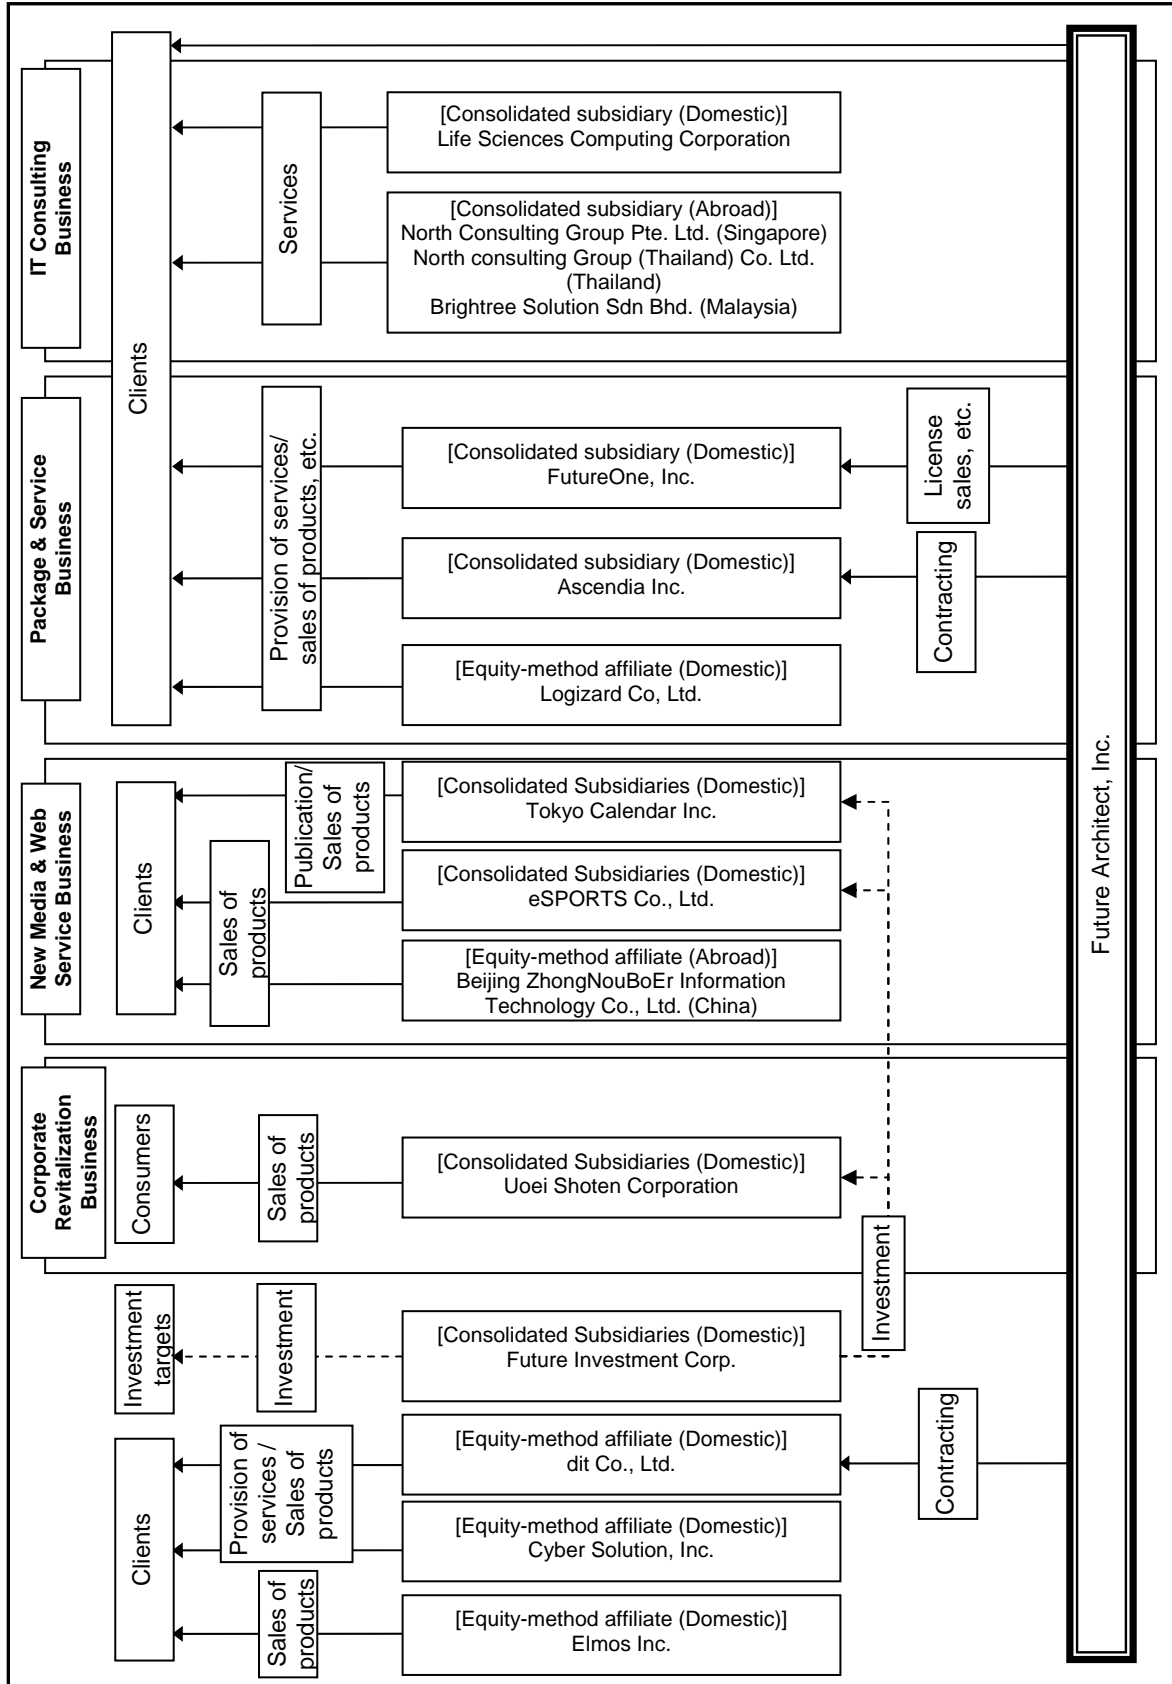 IT Consulting
Business
Clients
Services
[Consolidated subsidiary (Domestic)]
Life Sciences Computing Corporation
[Consolidated subsidiary (Abroad)]
North Consulting Group Pte. Ltd. (Singapore)
North consulting Group (Thailand) Co. Ltd.
(Thailand)
Brightree Solution Sdn Bhd. (Malaysia)
Package & Service
Business
Provision of services/
sales of products, etc.
[Consolidated subsidiary (Domestic)]
FutureOne, Inc.
License
sales, etc.
[Consolidated subsidiary (Domestic)]
Ascendia Inc.
Contracting
[Equity-method affiliate (Domestic)]
Logizard Co, Ltd.
New Media & Web
Service Business
Clients
Publication/
Sales of
products
[Consolidated Subsidiaries (Domestic)]
Tokyo Calendar Inc.
Sales of
products
[Consolidated Subsidiaries (Domestic)]
eSPORTS Co., Ltd.
[Equity-method affiliate (Abroad)]
Beijing ZhongNouBoEr Information
Technology Co., Ltd. (China)
Corporate
Revitalization
Business
Consumers
Sales of
products
[Consolidated Subsidiaries (Domestic)]
Uoei Shoten Corporation
Investment
Investment
targets
Investment
[Consolidated Subsidiaries (Domestic)]
Future Investment Corp.
Clients
Provision of
services /
Sales of
products
[Equity-method affiliate (Domestic)]
dit Co., Ltd.
Contracting
[Equity-method affiliate (Domestic)]
Cyber Solution, Inc.
Sales of
products
[Equity-method affiliate (Domestic)]
Elmos Inc.
Future Architect, Inc.